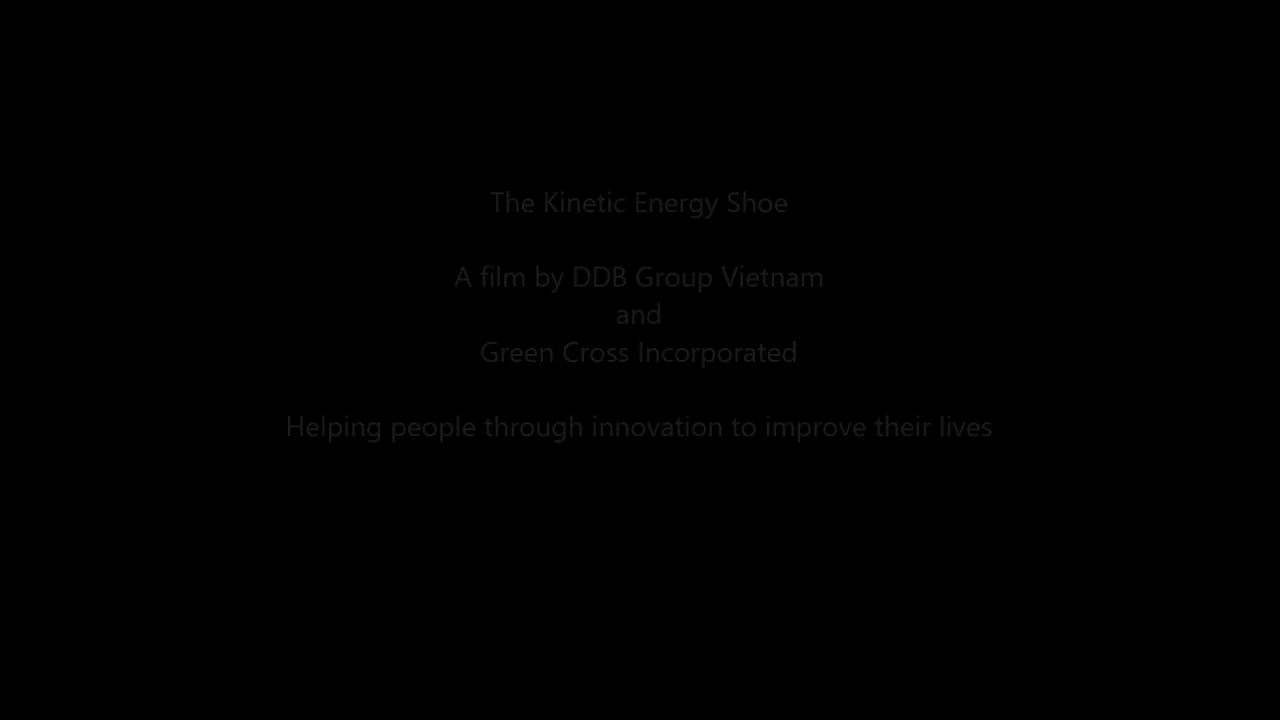 The Kinetic Energy Shoe
A film by DDB Group Vietnam
and
Green Cross Incorporated
Helping people through innovation to improve their lives